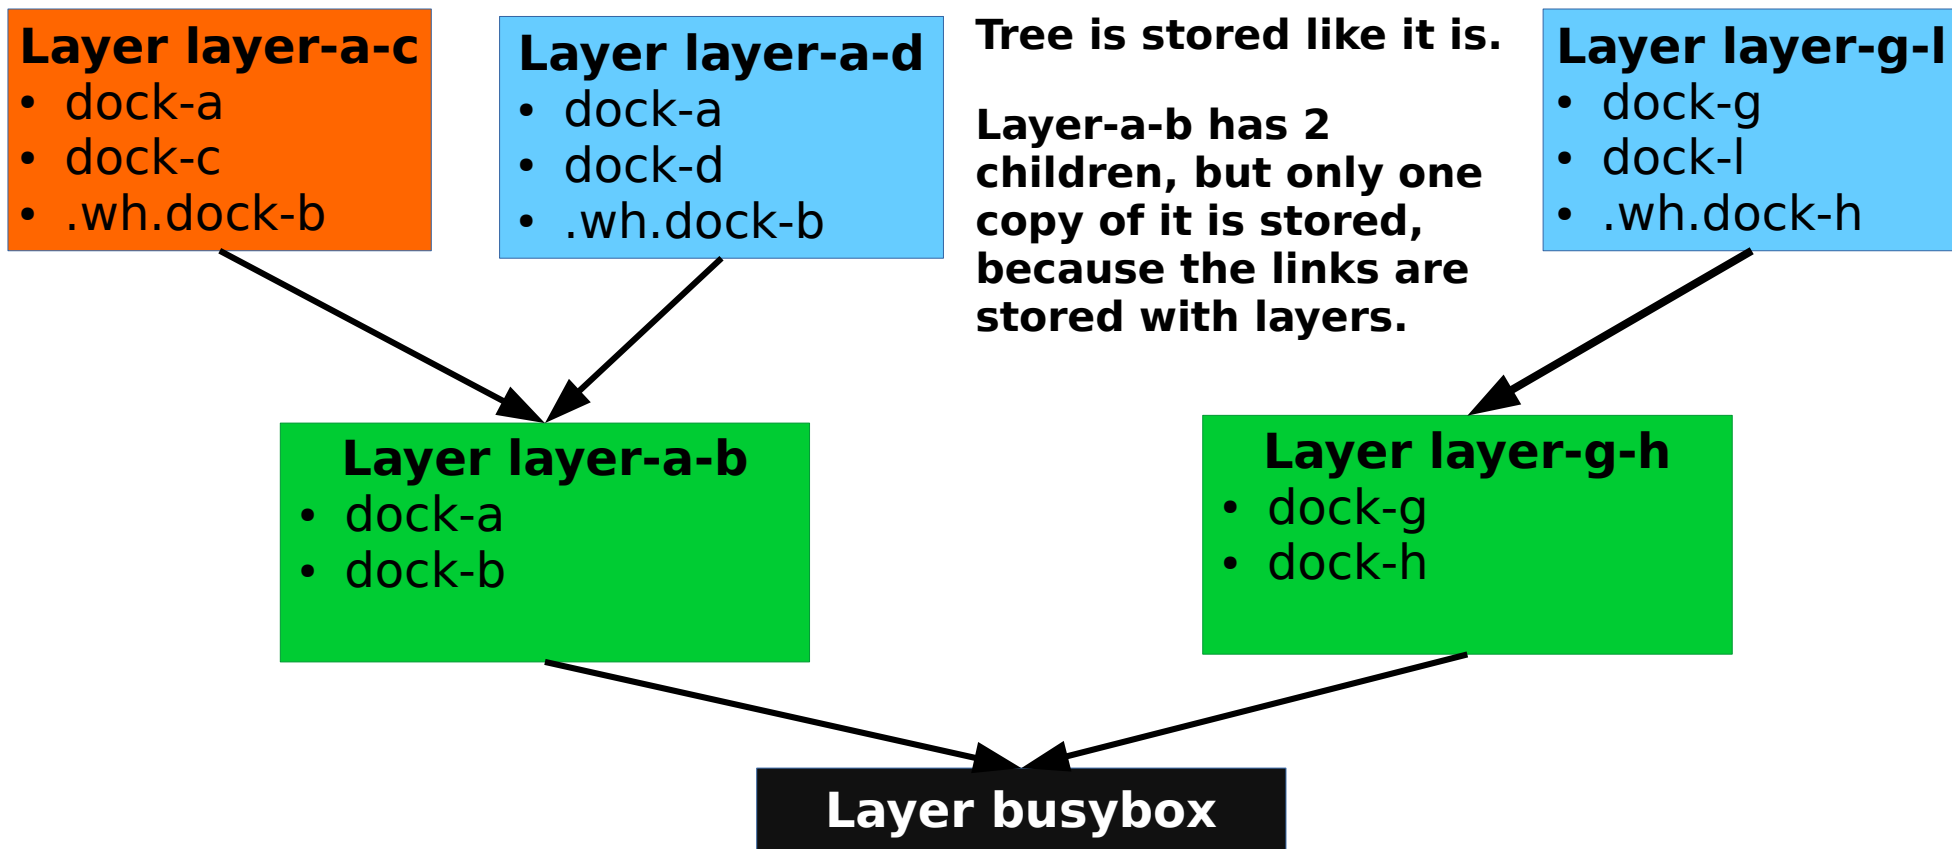 Layer layer-a-c
• dock-a
• dock-c
• .wh.dock-b
Layer layer-a-d
• dock-a
• dock-d
• .wh.dock-b
Tree is stored like it is.
Layer-a-b has 2
children, but only one
copy of it is stored,
because the links are
stored with layers.
Layer layer-g-l
• dock-g
• dock-l
• .wh.dock-h
Layer layer-a-b
• dock-a
• dock-b
Layer layer-g-h
• dock-g
• dock-h
Layer busybox